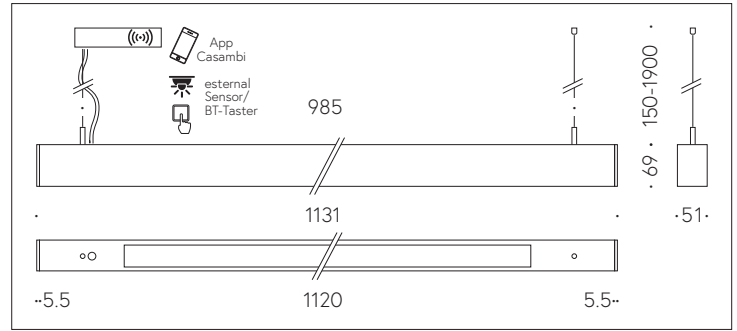 App
Casambi
esternal
Sensor/
BT-Taster
985
150-1900
69
1131
51
5.5
1120
5.5